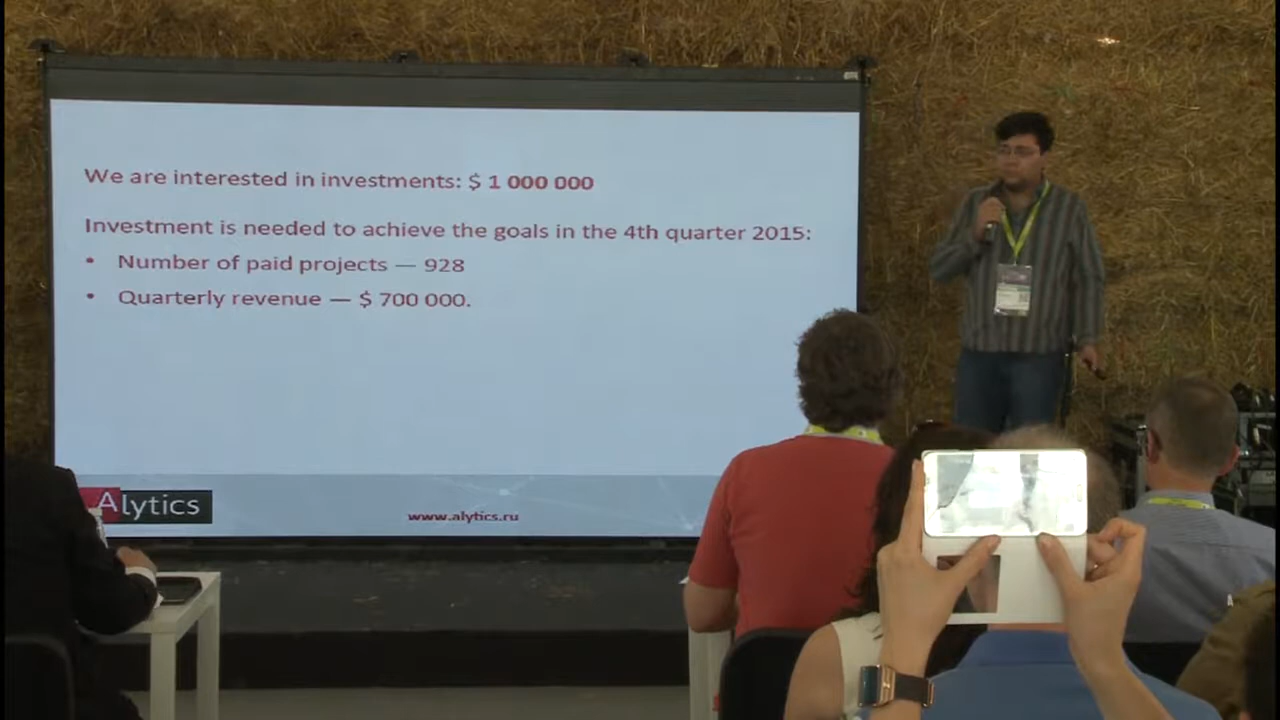 We are interested in investments: $ 1 000 000
Investment is needed to achieve the goals in the 4th quarter 2015:
• Number of paid projects — 928
• Quarterly revenue — $ 700 000.
Alytics
www.alytics.ru